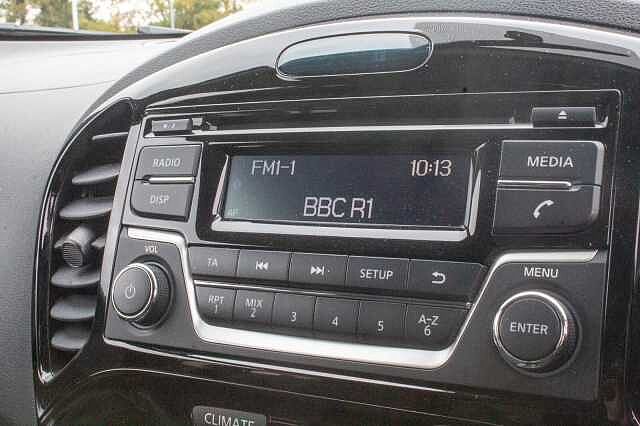 RADIO
DISP
FM1-1 10:13
BBC R1
AF
MEDIA
VOL
TA
SETUP
MENU
RPT
1
MIX
2
3
4
5
A-Z
6
ENTER
CLIMATE